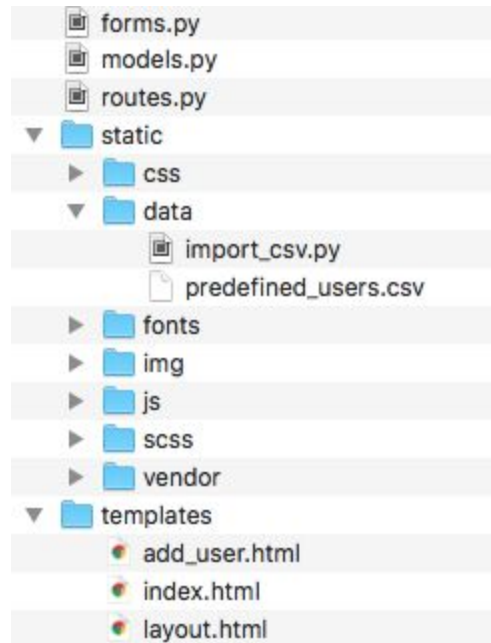 forms.py
models.py
routes.py
static
css
data
import_csv.py
predefined_users.csv
fonts
img
js
scss
vendor
templates
add_user.html
index.html
layout.html